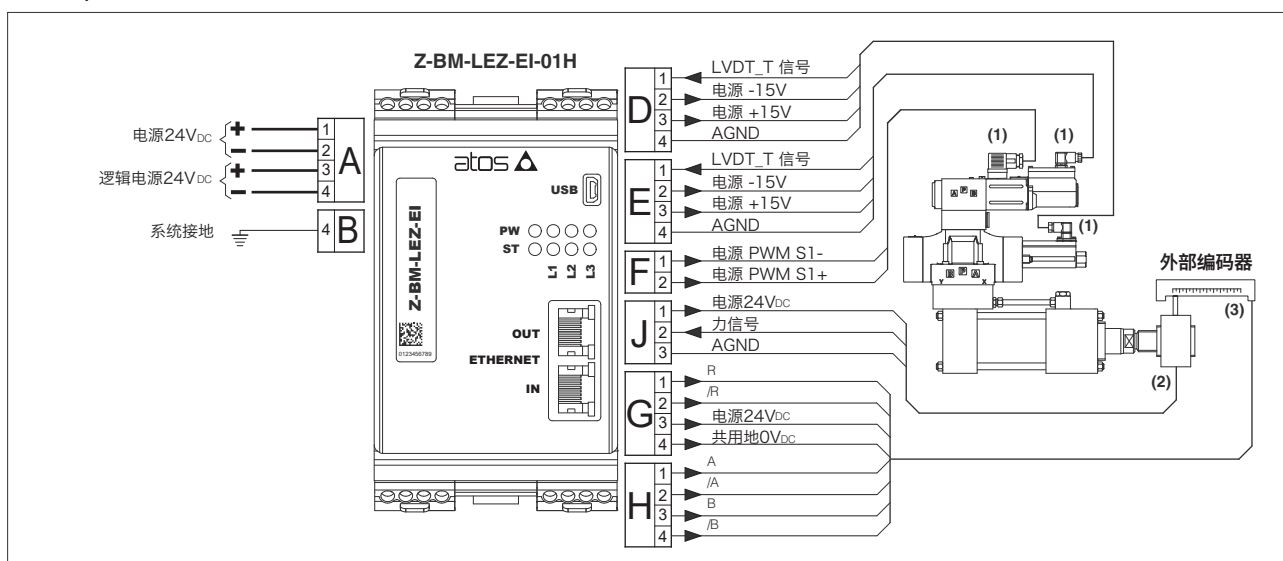 Z-BM-LEZ-EI-01H
电源24VDC
+
−
逻辑电源24VDC
+
−
系统接地
1
2
3
4
A
4
B
atos
USB
PW
ST
L1
L2
L3
Z-BM-LEZ-EI
0123456789
OUT
ETHERNET
IN
D
1 LVDT_T 信号
2 电源 -15V
3 电源 +15V
4 AGND
E
1 LVDT_T 信号
2 电源 -15V
3 电源 +15V
4 AGND
F
1 电源 PWM S1-
2 电源 PWM S1+
J
1 电源24VDC
2 力信号
3 AGND
G
1 R
2 /R
3 电源24VDC
4 共用地0VDC
H
1 A
2 /A
3 B
4 /B
(1)
(1)
A P B
(1)
B P A
Y X
外部编码器
(3)
(2)